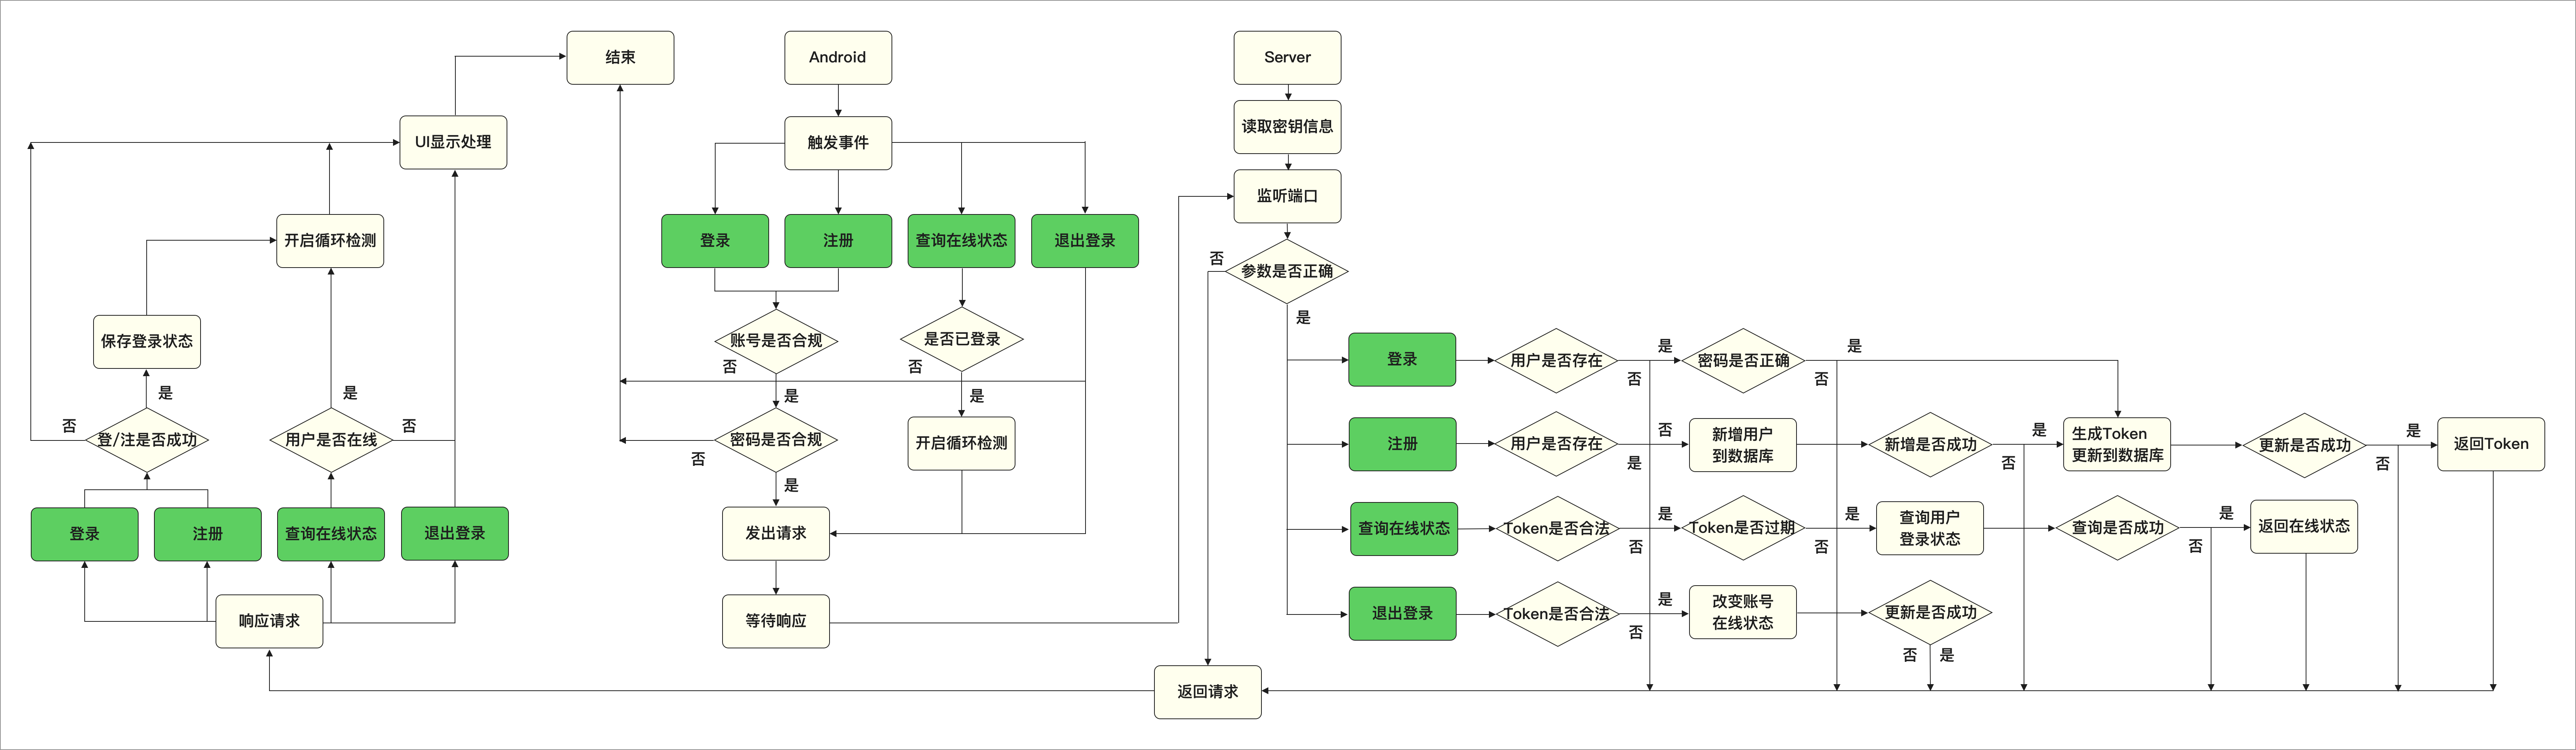 结束
Android
Server
UI显示处理
触发事件
读取密钥信息
监听端口
开启循环检测
登录
注册
查询在线状态
退出登录
否
参数是否正确
是
保存登录状态
账号是否合规
否
是否已登录
否
是
是
否
登/注是否成功
是
用户是否在线
否
是
密码是否合规
否
是
是
开启循环检测
登录
用户是否存在
是
否
密码是否正确
是
否
注册
用户是否存在
否
是
新增用户
到数据库
新增是否成功
是
否
生成Token
更新到数据库
更新是否成功
是
否
返回Token
登录
注册
查询在线状态
退出登录
发出请求
查询在线状态
Token是否合法
是
否
Token是否过期
是
否
查询用户
登录状态
查询是否成功
是
否
返回在线状态
响应请求
等待响应
退出登录
Token是否合法
是
否
改变账号
在线状态
更新是否成功
否
是
返回请求